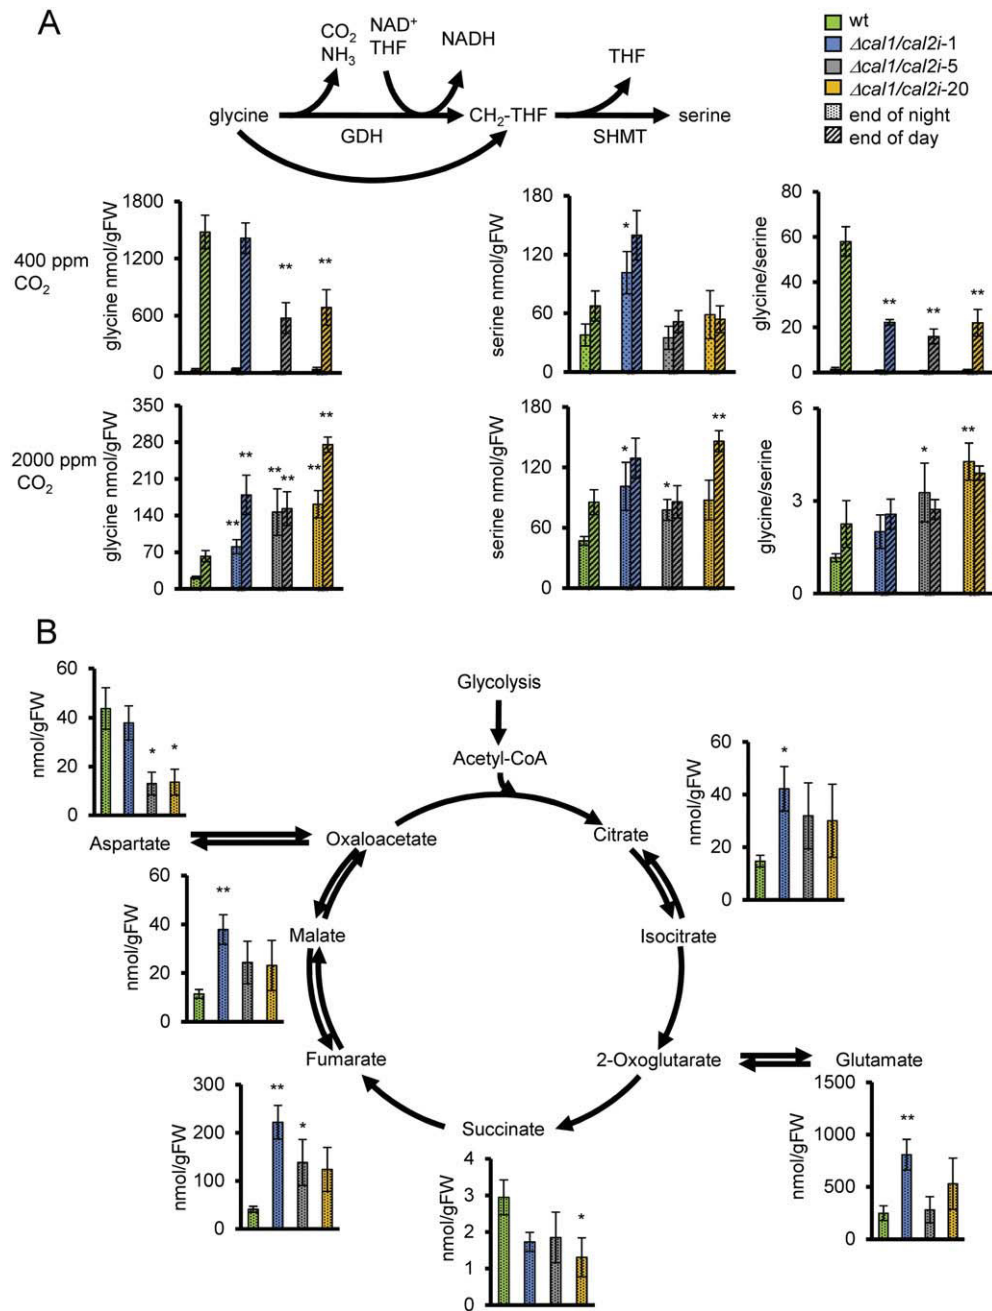 A
CO2
NH3
NAD+
THF
NADH
THF
glycine
GDH
CH2-THF
SHMT
serine
wt
Δcal1/cal2i-1
Δcal1/cal2i-5
Δcal1/cal2i-20
end of night
end of day
400 ppm
CO2
glycine nmol/gFW
1800
1200
600
0
** **
serine nmol/gFW
180
120
60
0
*
glycine/serine
80
60
40
20
0
** ** **
2000 ppm
CO2
glycine nmol/gFW
350
280
210
140
70
0
** ** ** ** ** **
serine nmol/gFW
180
120
60
0
* * **
glycine/serine
6
3
0
* **
B
nmol/gFW
60
40
20
0
* *
Aspartate
Glycolysis
Acetyl-CoA
Oxaloacetate
Citrate
nmol/gFW
60
40
20
0
*
nmol/gFW
60
40
20
0
**
Malate
Isocitrate
Fumarate
2-Oxoglutarate
Glutamate
nmol/gFW
300
200
100
0
** *
Succinate
nmol/gFW
4
3
2
1
0
*
nmol/gFW
1500
1000
500
0
**